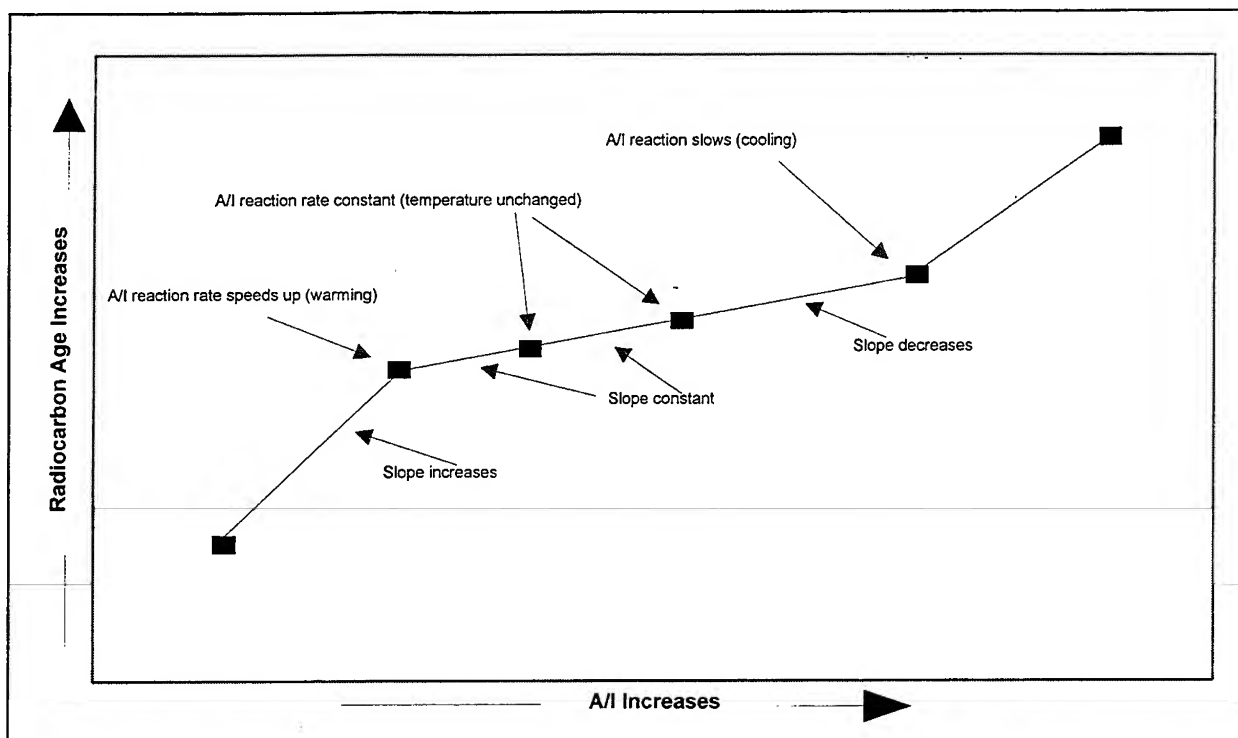 Radiocarbon Age Increases
A/I reaction slows (cooling)
A/I reaction rate constant (temperature unchanged)
A/I reaction rate speeds up (warming)
Slope decreases
Slope constant
Slope increases
A/I Increases